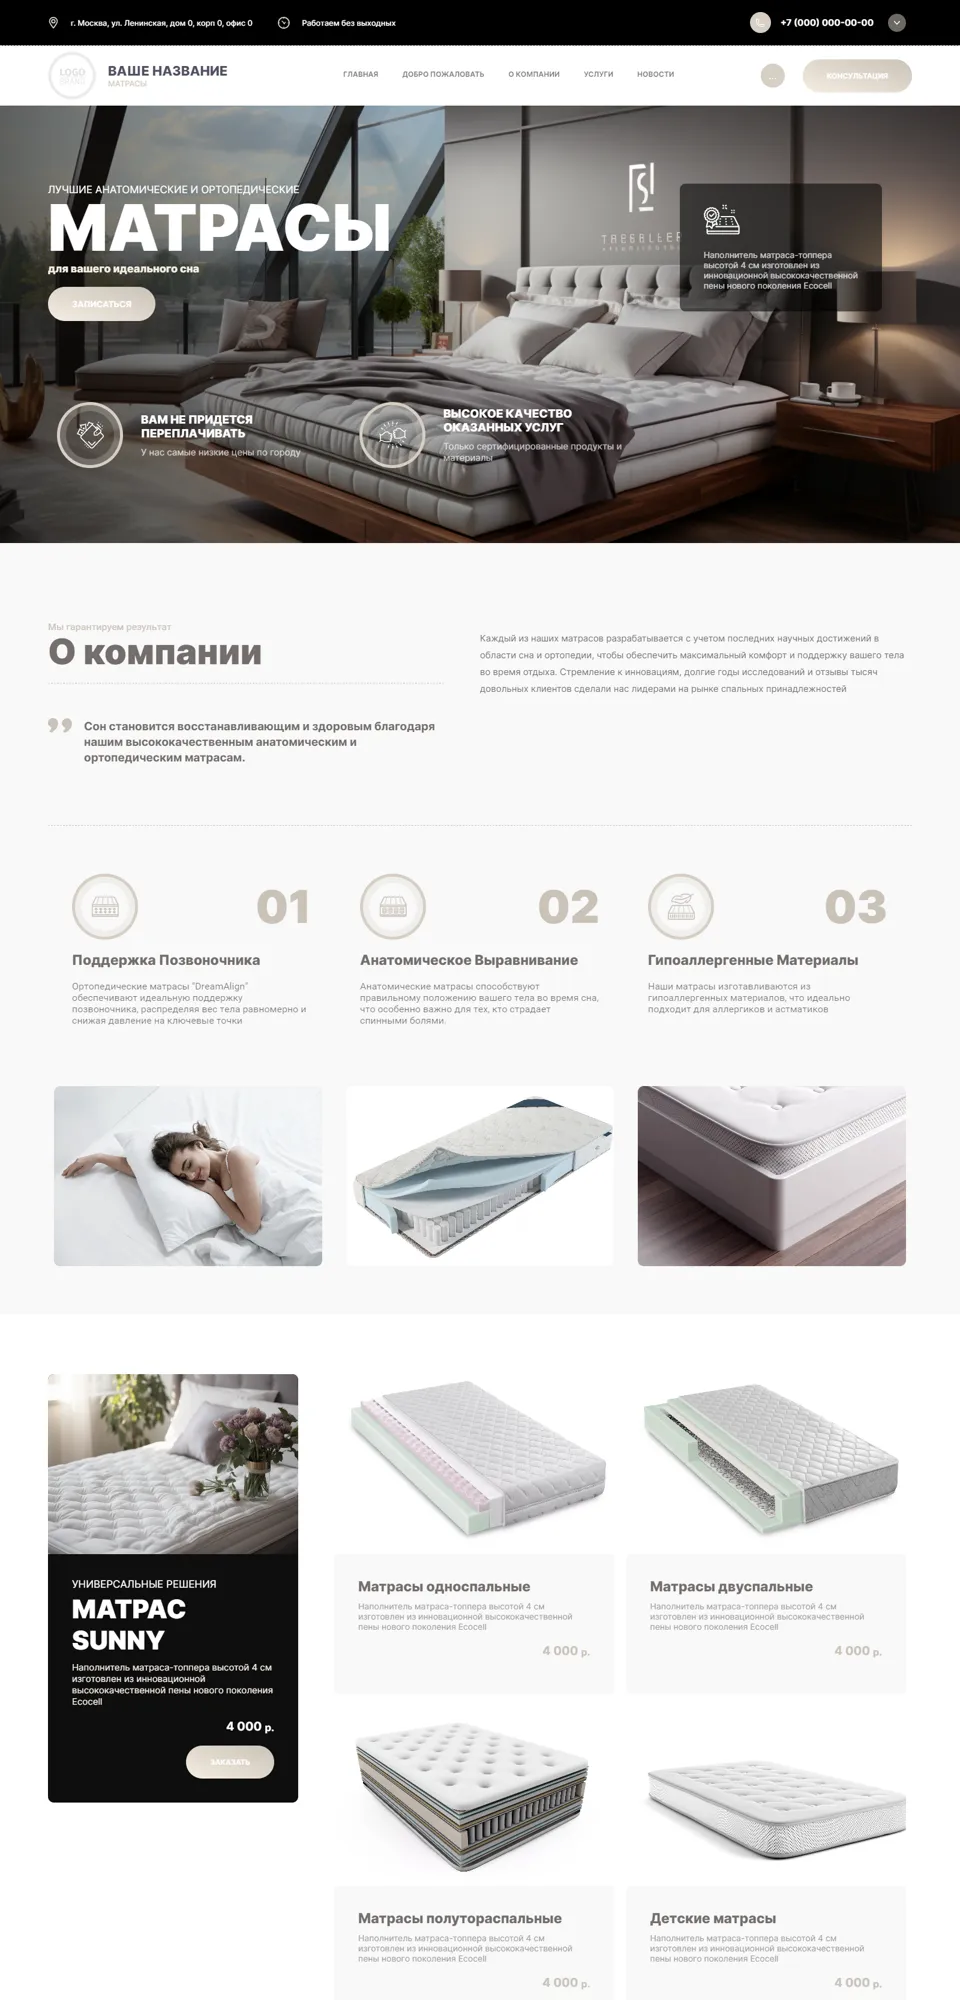 г. Москва, ул. Ленинская, дом 0, корп 0, офис 0
Работаем без выходных
+7 (000) 000-00-00
LOGO
ВАШЕ НАЗВАНИЕ
МАТРАСЫ
ГЛАВНАЯ
ДОБРО ПОЖАЛОВАТЬ
О КОМПАНИИ
УСЛУГИ
НОВОСТИ
...
КОНСУЛЬТАЦИЯ
ЛУЧШИЕ АНАТОМИЧЕСКИЕ И ОРТОПЕДИЧЕСКИЕ
МАТРАСЫ
для вашего идеального сна
ЗАПИСАТЬСЯ
Наполнитель матраса-топпера
высотой 4 см изготовлен из
инновационной высококачественной
пены нового поколения Ecocell
ВАМ НЕ ПРИДЕТСЯ
ПЕРЕПЛАЧИВАТЬ
У нас самые низкие цены по городу
ВЫСОКОЕ КАЧЕСТВО
ОКАЗАННЫХ УСЛУГ
Только сертифицированные продукты и
материалы
Мы гарантируем результат
О компании
Сон становится восстанавливающим и здоровым благодаря
нашим высококачественным анатомическим и
ортопедическим матрасам.
Каждый из наших матрасов разрабатывается с учетом последних научных достижений в
области сна и ортопедии, чтобы обеспечить максимальный комфорт и поддержку вашего тела
во время отдыха. Стремление к инновациям, долгие годы исследований и отзывы тысяч
довольных клиентов сделали нас лидерами на рынке спальных принадлежностей
01
Поддержка Позвоночника
Ортопедические матрасы "DreamAlign"
обеспечивают идеальную поддержку
позвоночника, распределяя вес тела равномерно и
снижая давление на ключевые точки
02
Анатомическое Выравнивание
Анатомические матрасы способствуют
правильному положению вашего тела во время сна,
что особенно важно для тех, кто страдает
спинными болями.
03
Гипоаллергенные Материалы
Наши матрасы изготавливаются из
гипоаллергенных материалов, что идеально
подходит для аллергиков и астматиков
УНИВЕРСАЛЬНЫЕ РЕШЕНИЯ
МАТРАС
SUNNY
Наполнитель матраса-топпера высотой 4 см
изготовлен из инновационной
высококачественной пены нового поколения
Ecocell
4 000 р.
ЗАКАЗАТЬ
Матрасы односпальные
Наполнитель матраса-топпера высотой 4 см
изготовлен из инновационной высококачественной
пены нового поколения Ecocell
4 000 р.
Матрасы двуспальные
Наполнитель матраса-топпера высотой 4 см
изготовлен из инновационной высококачественной
пены нового поколения Ecocell
4 000 р.
Матрасы полутораспальные
Наполнитель матраса-топпера высотой 4 см
изготовлен из инновационной высококачественной
пены нового поколения Ecocell
4 000 р.
Детские матрасы
Наполнитель матраса-топпера высотой 4 см
изготовлен из инновационной высококачественной
пены нового поколения Ecocell
4 000 р.